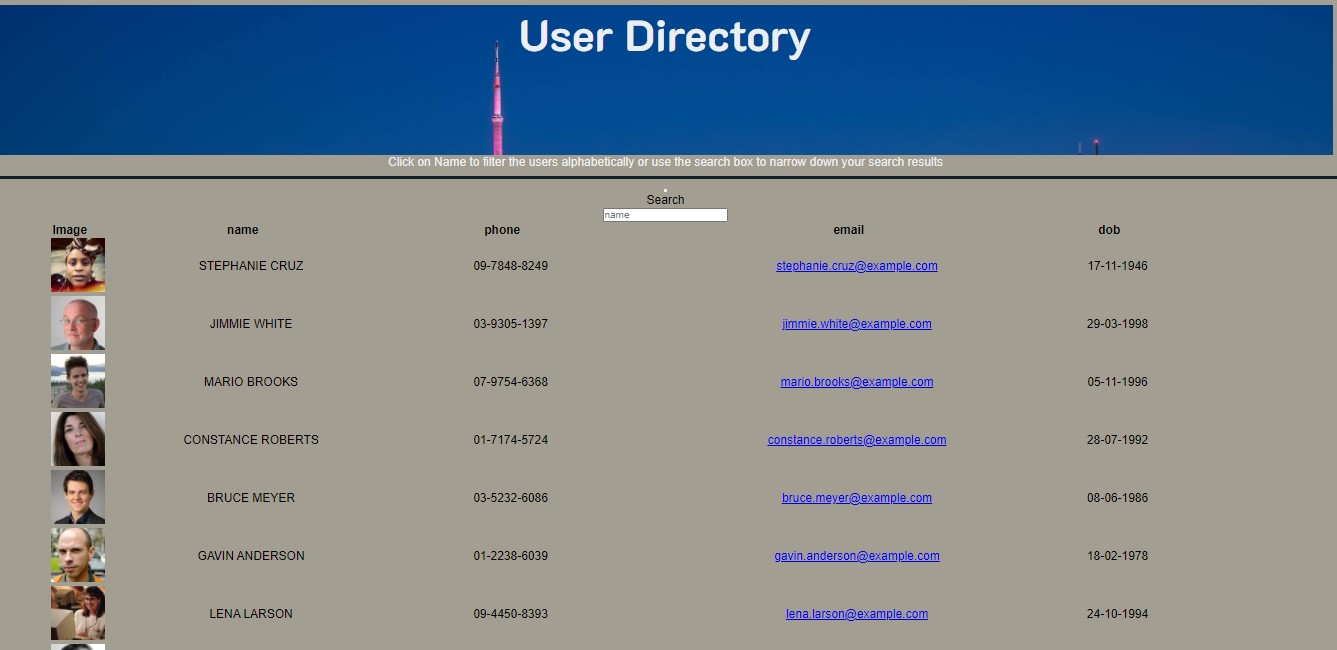 User Directory
Click on Name to filter the users alphabetically or use the search box to narrow down your search results
Search
name
Image name phone email dob
STEPHANIE CRUZ 09-7848-8249 stephanie.cruz@example.com 17-11-1946
JIMMIE WHITE 03-9305-1397 jimmie.white@example.com 29-03-1998
MARIO BROOKS 07-9754-6368 mario.brooks@example.com 05-11-1996
CONSTANCE ROBERTS 01-7174-5724 constance.roberts@example.com 28-07-1992
BRUCE MEYER 03-5232-6086 bruce.meyer@example.com 08-06-1986
GAVIN ANDERSON 01-2238-6039 gavin.anderson@example.com 18-02-1978
LENA LARSON 09-4450-8393 lena.larson@example.com 24-10-1994